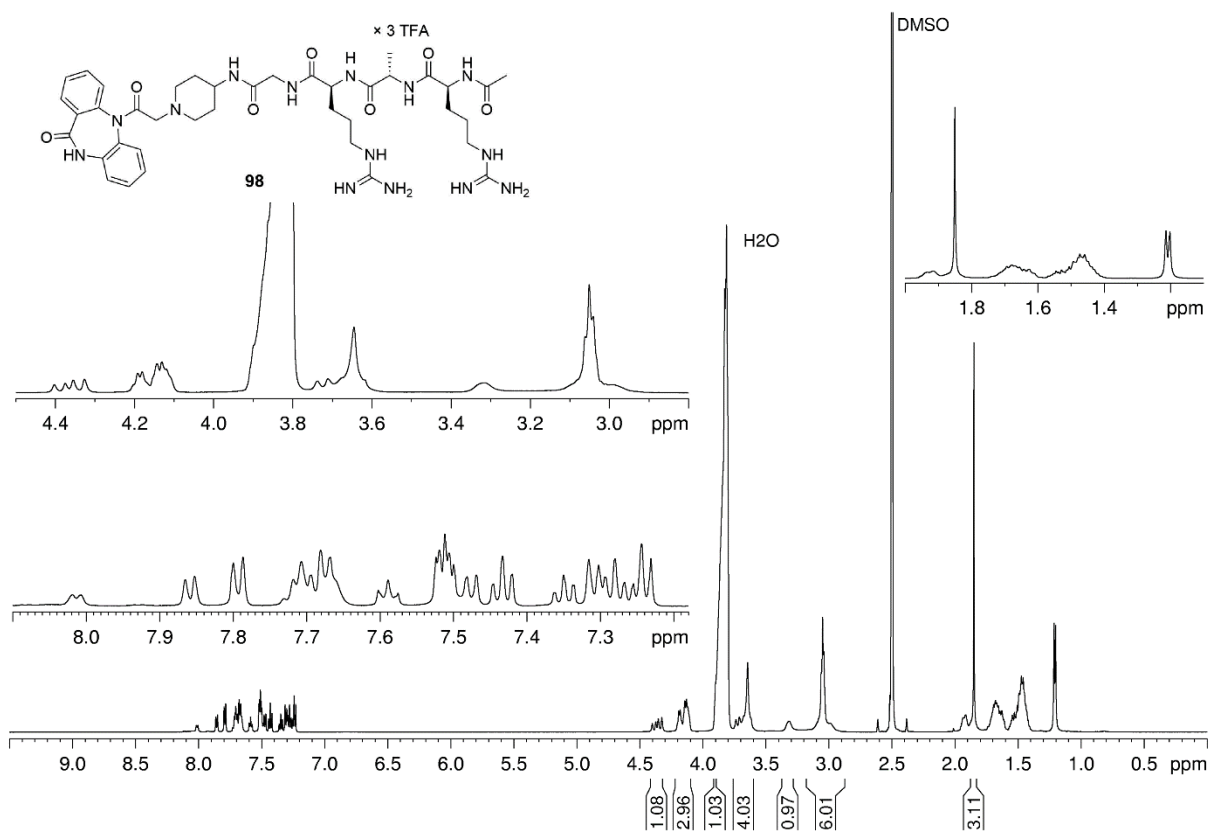 × 3 TFA
DMSO
O
H
N
O
N
H
O
H
N
O
N
H
O
H
N
O
N
O
N
O
NH
NH
NH
98
HN
NH2
HN
NH2
H2O
1.8
1.6
1.4
ppm
4.4
4.2
4.0
3.8
3.6
3.4
3.2
3.0
ppm
8.0
7.9
7.8
7.7
7.6
7.5
7.4
7.3
ppm
9.0
8.5
8.0
7.5
7.0
6.5
6.0
5.5
5.0
4.5
4.0
3.5
3.0
2.5
2.0
1.5
1.0
0.5
ppm
1.08
2.96
1.03
4.03
0.97
6.01
3.11